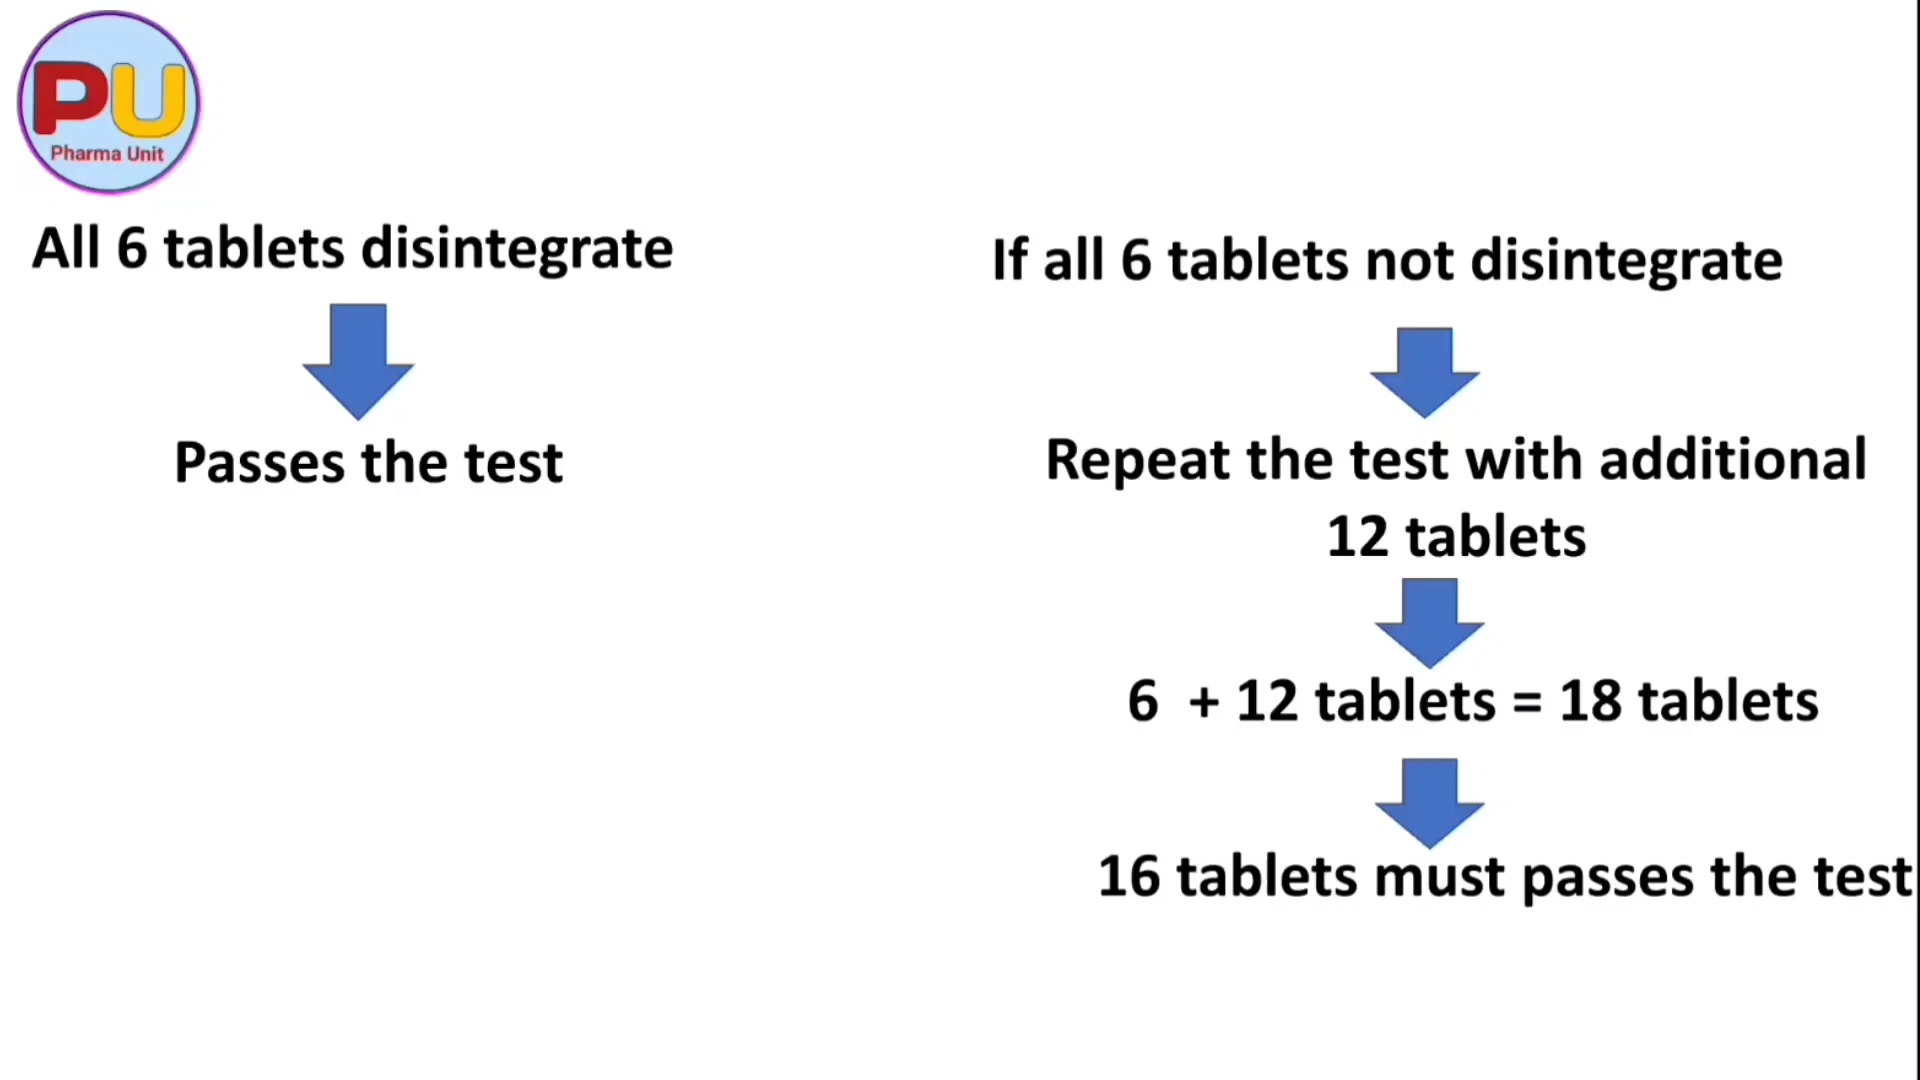 PU
Pharma Unit
All 6 tablets disintegrate
Passes the test
If all 6 tablets not disintegrate
Repeat the test with additional
12 tablets
6 + 12 tablets = 18 tablets
16 tablets must passes the test